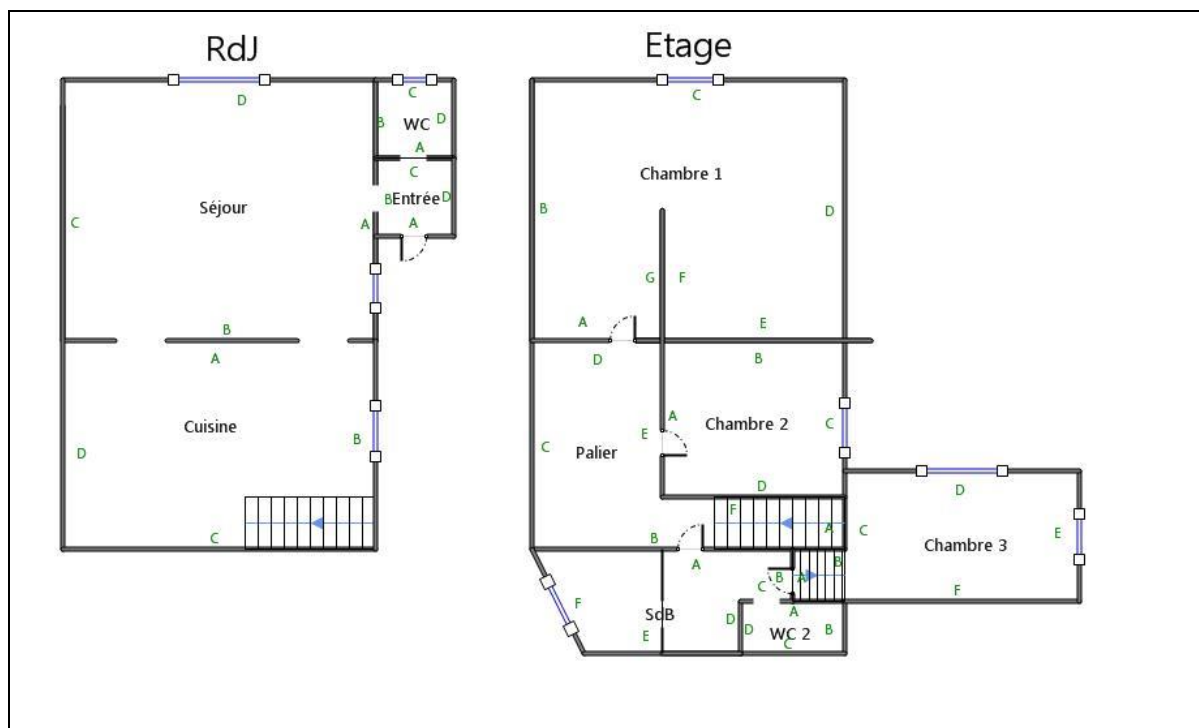 RdJ
D
C
WC
B
D
A
C
Entrée
B
D
A
A
Séjour
C
B
A
Cuisine
D
B
C
Etage
C
Chambre 1
B
D
G
F
A
E
D
B
A
Chambre 2
C
E
C
Palier
D
F
A
B
D
C
E
Chambre 3
F
A
B
B
A
C
F
SdB
D
E
A
D
WC 2
B
C